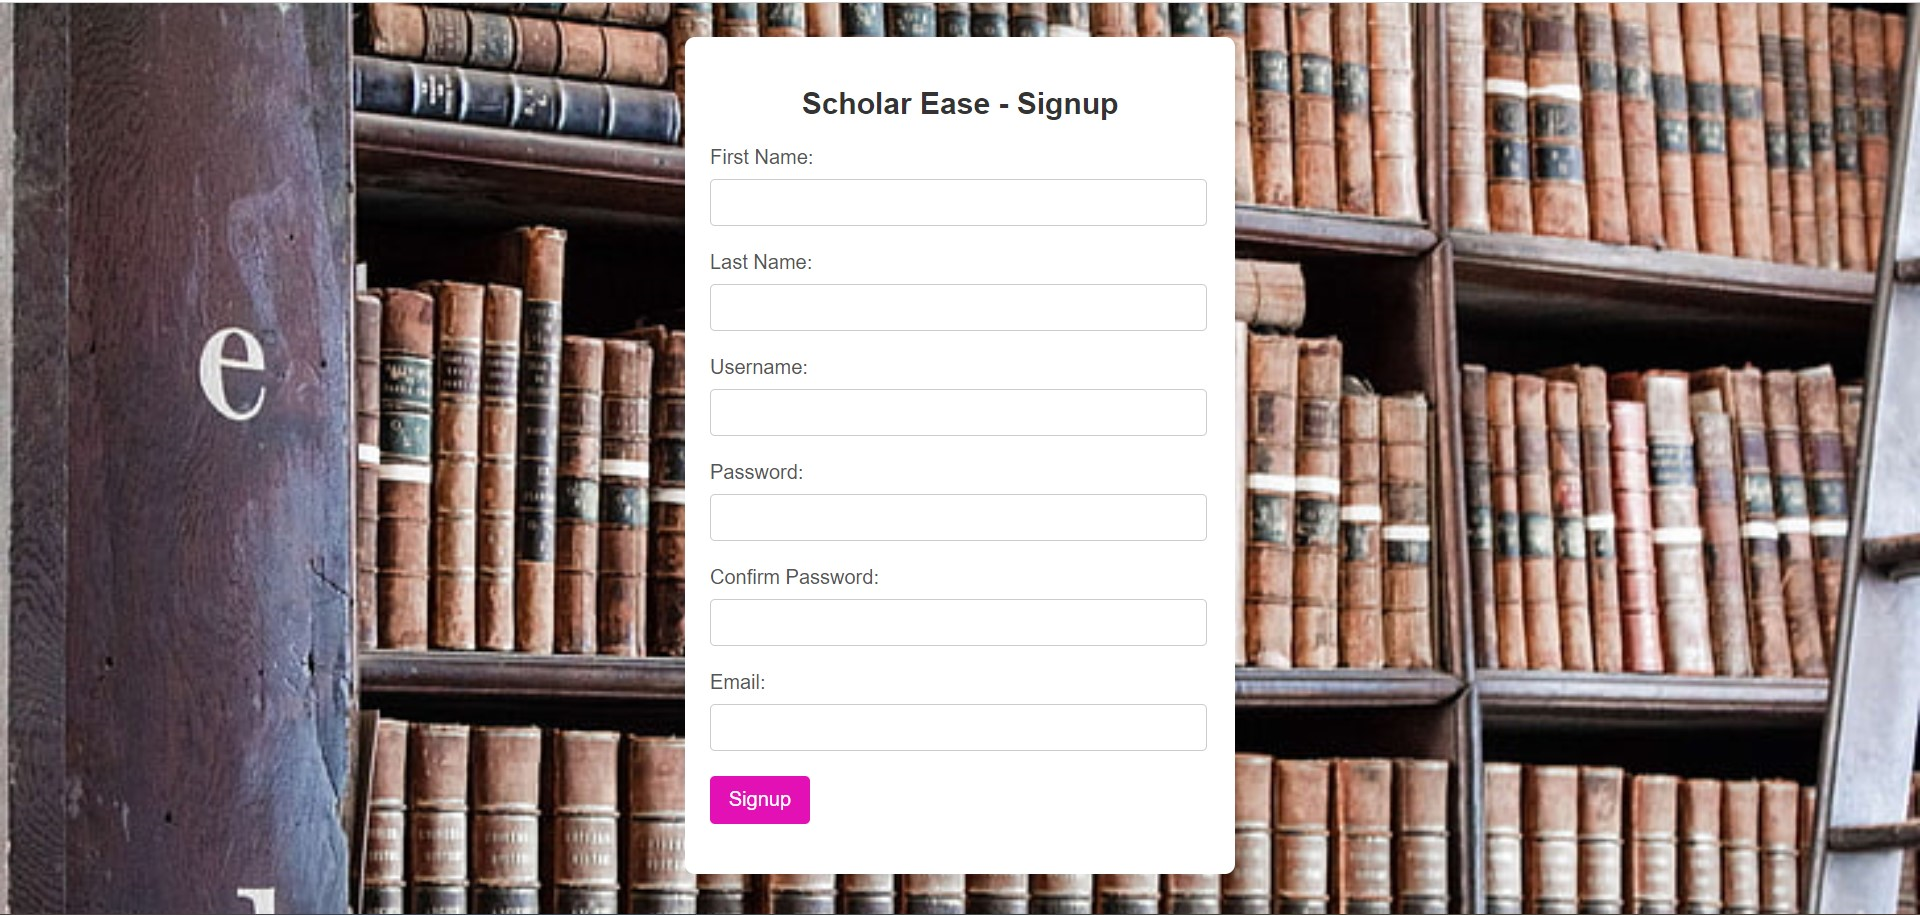 Scholar Ease - Signup
First Name:
Last Name:
Username:
e
Password:
Confirm Password:
Email:
Signup